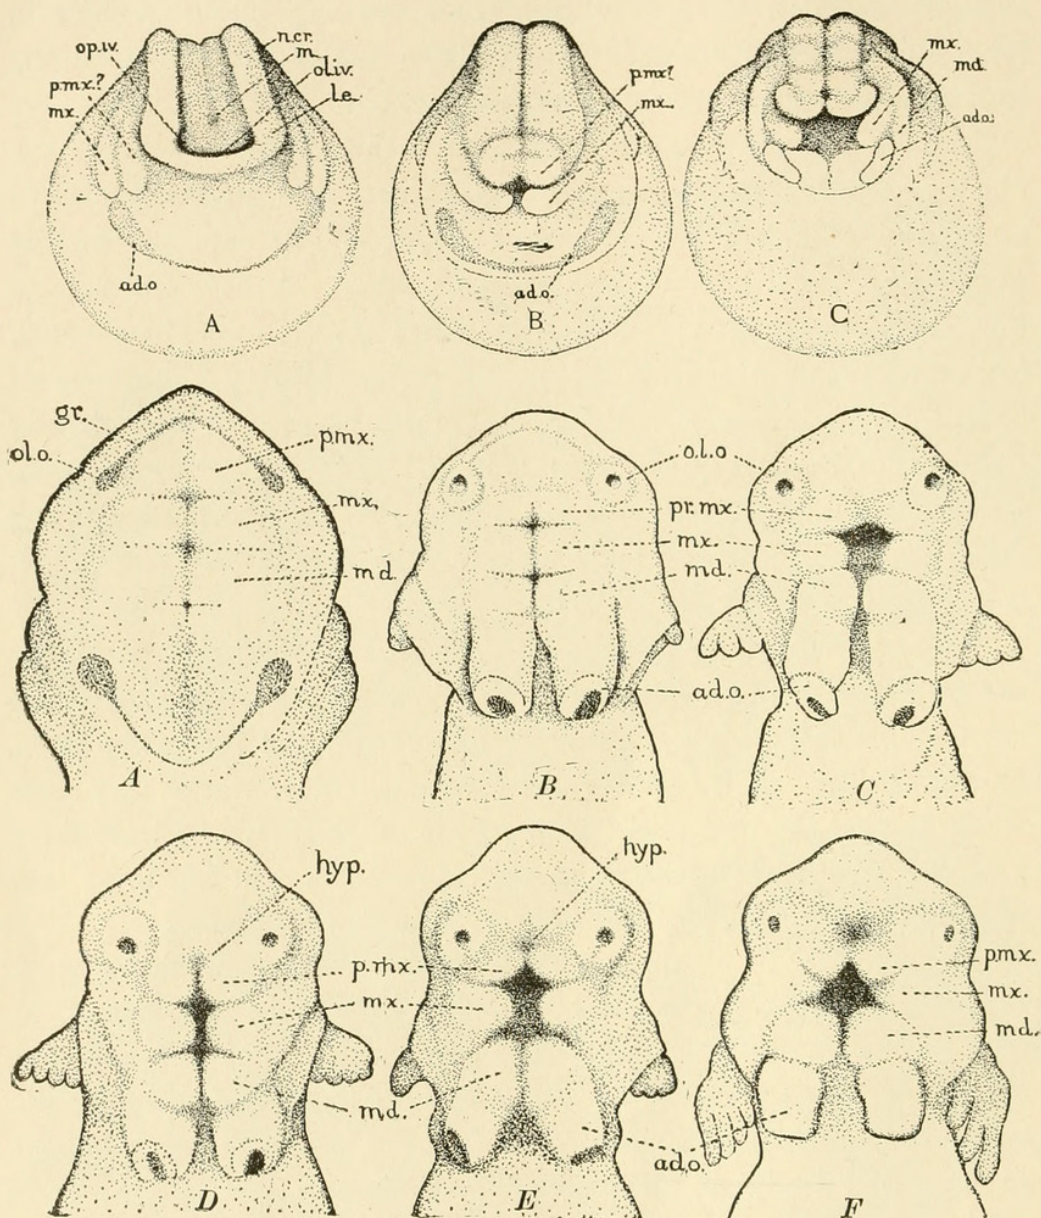 op.iv.
p.mx.?
mx.
n.cr.
m.
ol.iv.
l.e.
ad.o
A
p.mx?
mx.
ad.o.
B
mx.
md.
ad.o.
C
gr.
ol.o.
p.mx.
mx.
md.
A
o.l.o
pr.mx.
mx.
md.
ad.o.
B
C
hyp.
hyp.
p.mx.
mx.
md.
ad.o.
p.mx.
mx.
md.
D
E
F